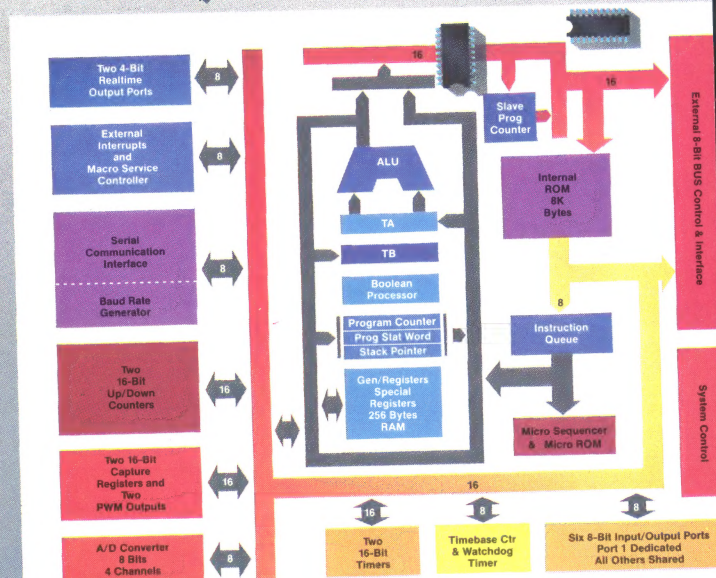 Two 4-Bit
Realtime
Output Ports
8
External
Interrupts
and
Macro Service
Controller
8
Serial
Communication
Interface
8
Baud Rate
Generator
Two
16-Bit
Up/Down
Counters
16
Two 16-Bit
Capture
Registers and
Two
PWM Outputs
16
A/D Converter
8 Bits
4 Channels
8
16
ALU
TA
TB
Boolean
Processor
Program Counter
Prog Stat Word
Stack Pointer
Gen/Registers
Special
Registers
256 Bytes
RAM
Slave
Prog
Counter
16
Internal
ROM
8K
Bytes
8
Instruction
Queue
Micro Sequencer
& Micro ROM
External 8-Bit BUS Control & Interface
System Control
16
16
Two
16-Bit
Timers
8
Timebase Ctr
& Watchdog
Timer
8
Six 8-Bit Input/Output Ports
Port 1 Dedicated
All Others Shared